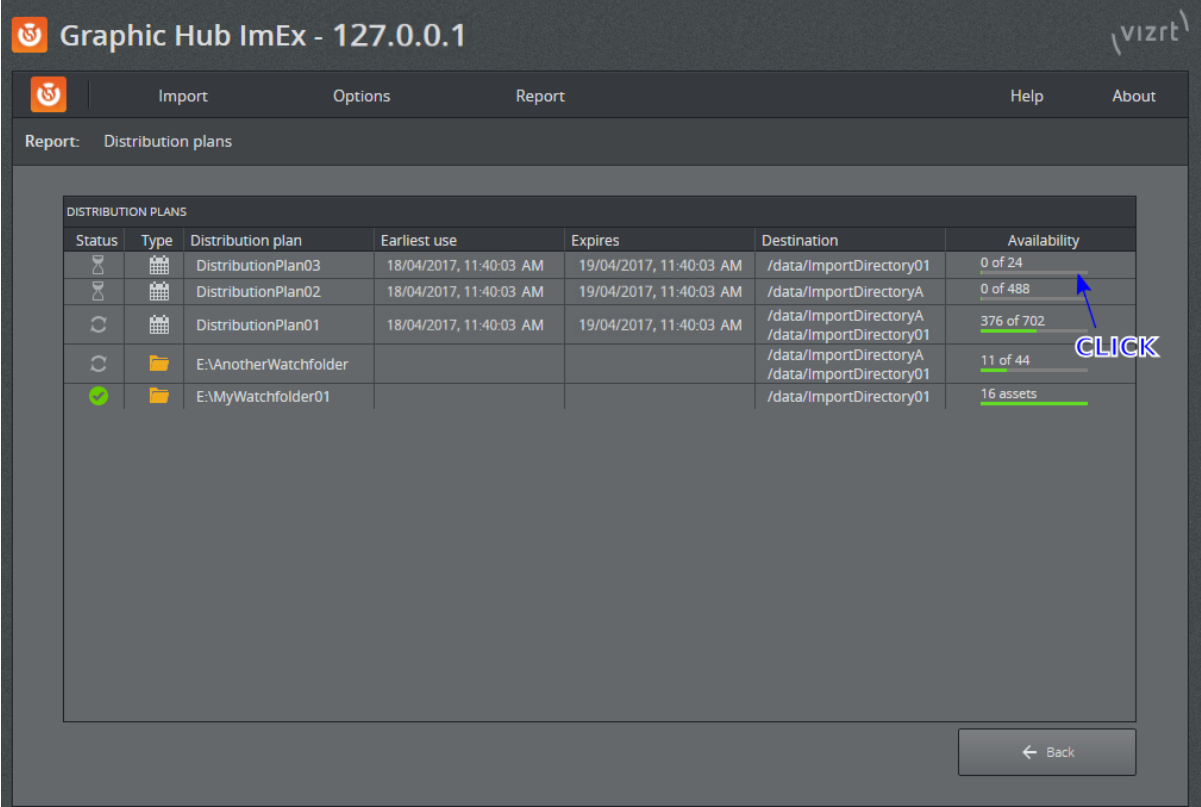 Graphic Hub ImEx - 127.0.0.1
vizrt
Import Options Report Help About
Report: Distribution plans
DISTRIBUTION PLANS
Status Type Distribution plan Earliest use Expires Destination Availability
DistributionPlan03 18/04/2017, 11:40:03 AM 19/04/2017, 11:40:03 AM /data/ImportDirectory01 0 of 24
DistributionPlan02 18/04/2017, 11:40:03 AM 19/04/2017, 11:40:03 AM /data/ImportDirectoryA 0 of 488
DistributionPlan01 18/04/2017, 11:40:03 AM 19/04/2017, 11:40:03 AM /data/ImportDirectoryA 376 of 702
/data/ImportDirectory01
CLICK
E:\AnotherWatchfolder /data/ImportDirectoryA 11 of 44
/data/ImportDirectory01
E:\MyWatchfolder01 /data/ImportDirectory01 16 assets
Back